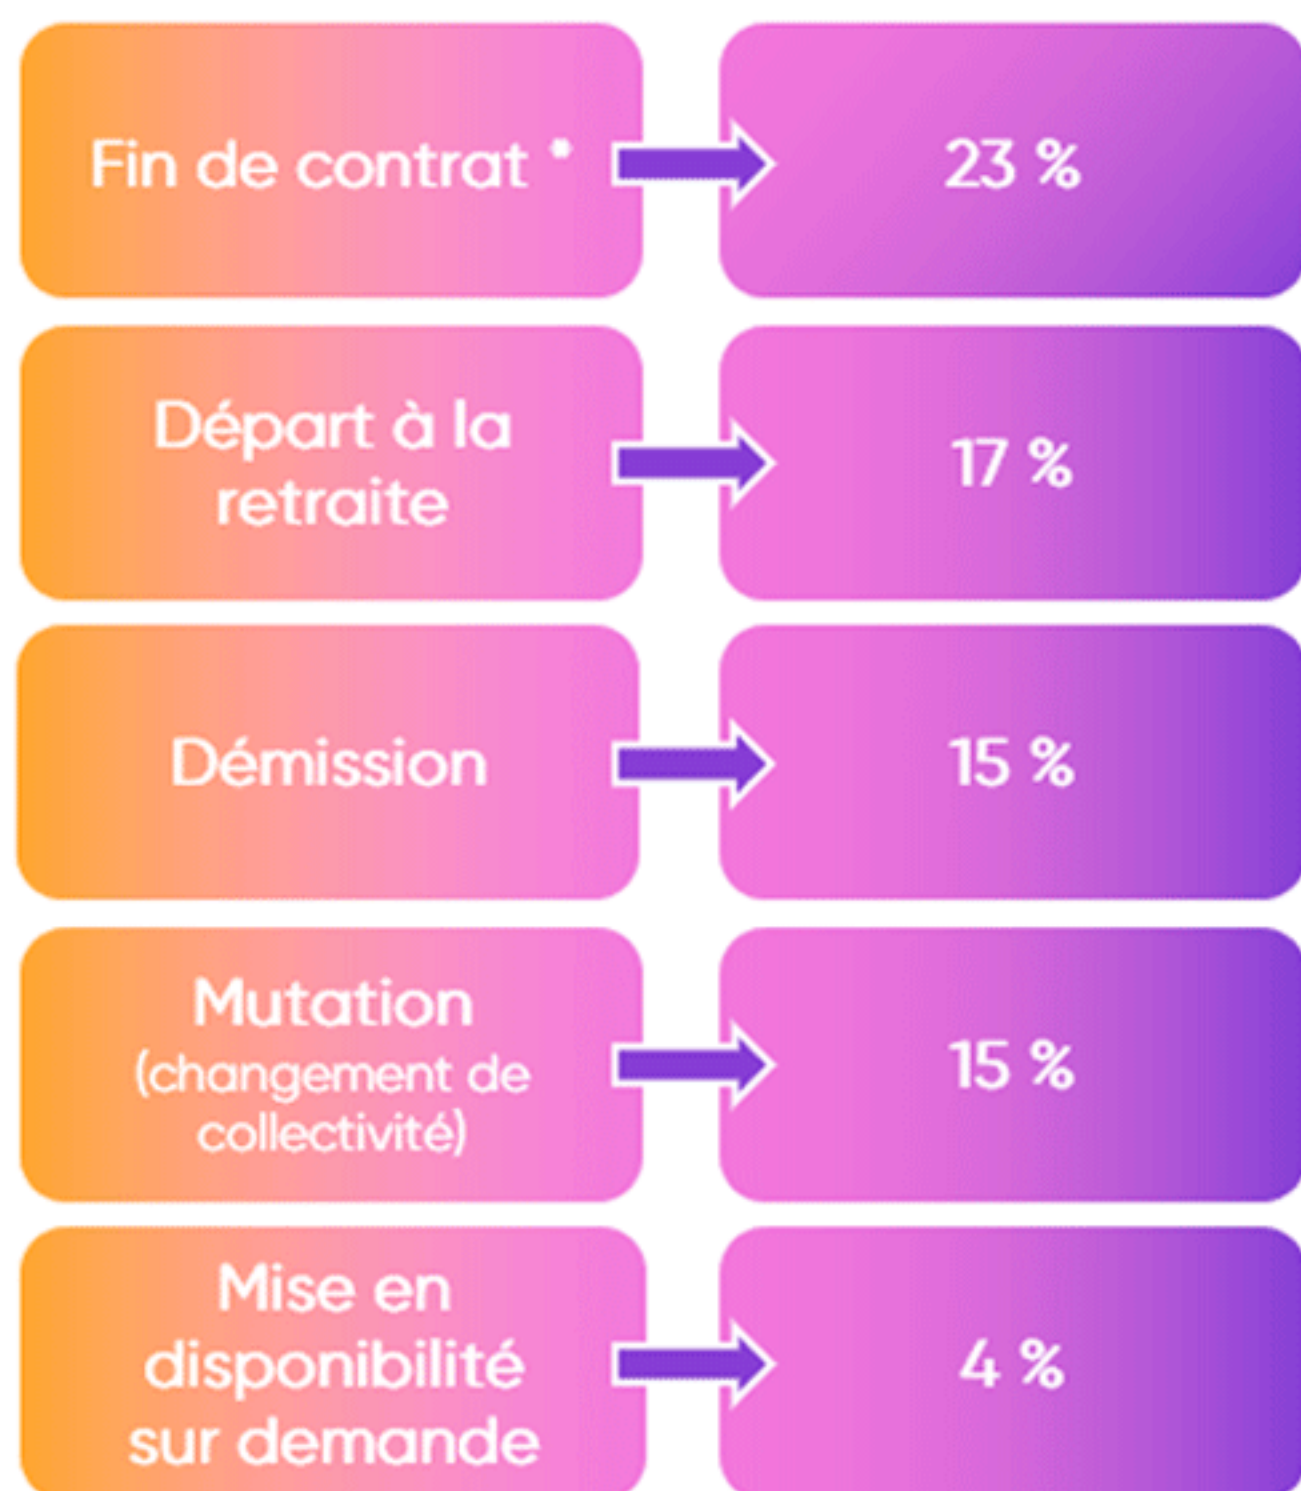 Fin de contrat *
23 %
Départ à la
retraite
17 %
Démission
15 %
Mutation
(changement de
collectivité)
15 %
Mise en
disponibilité
sur demande
4 %